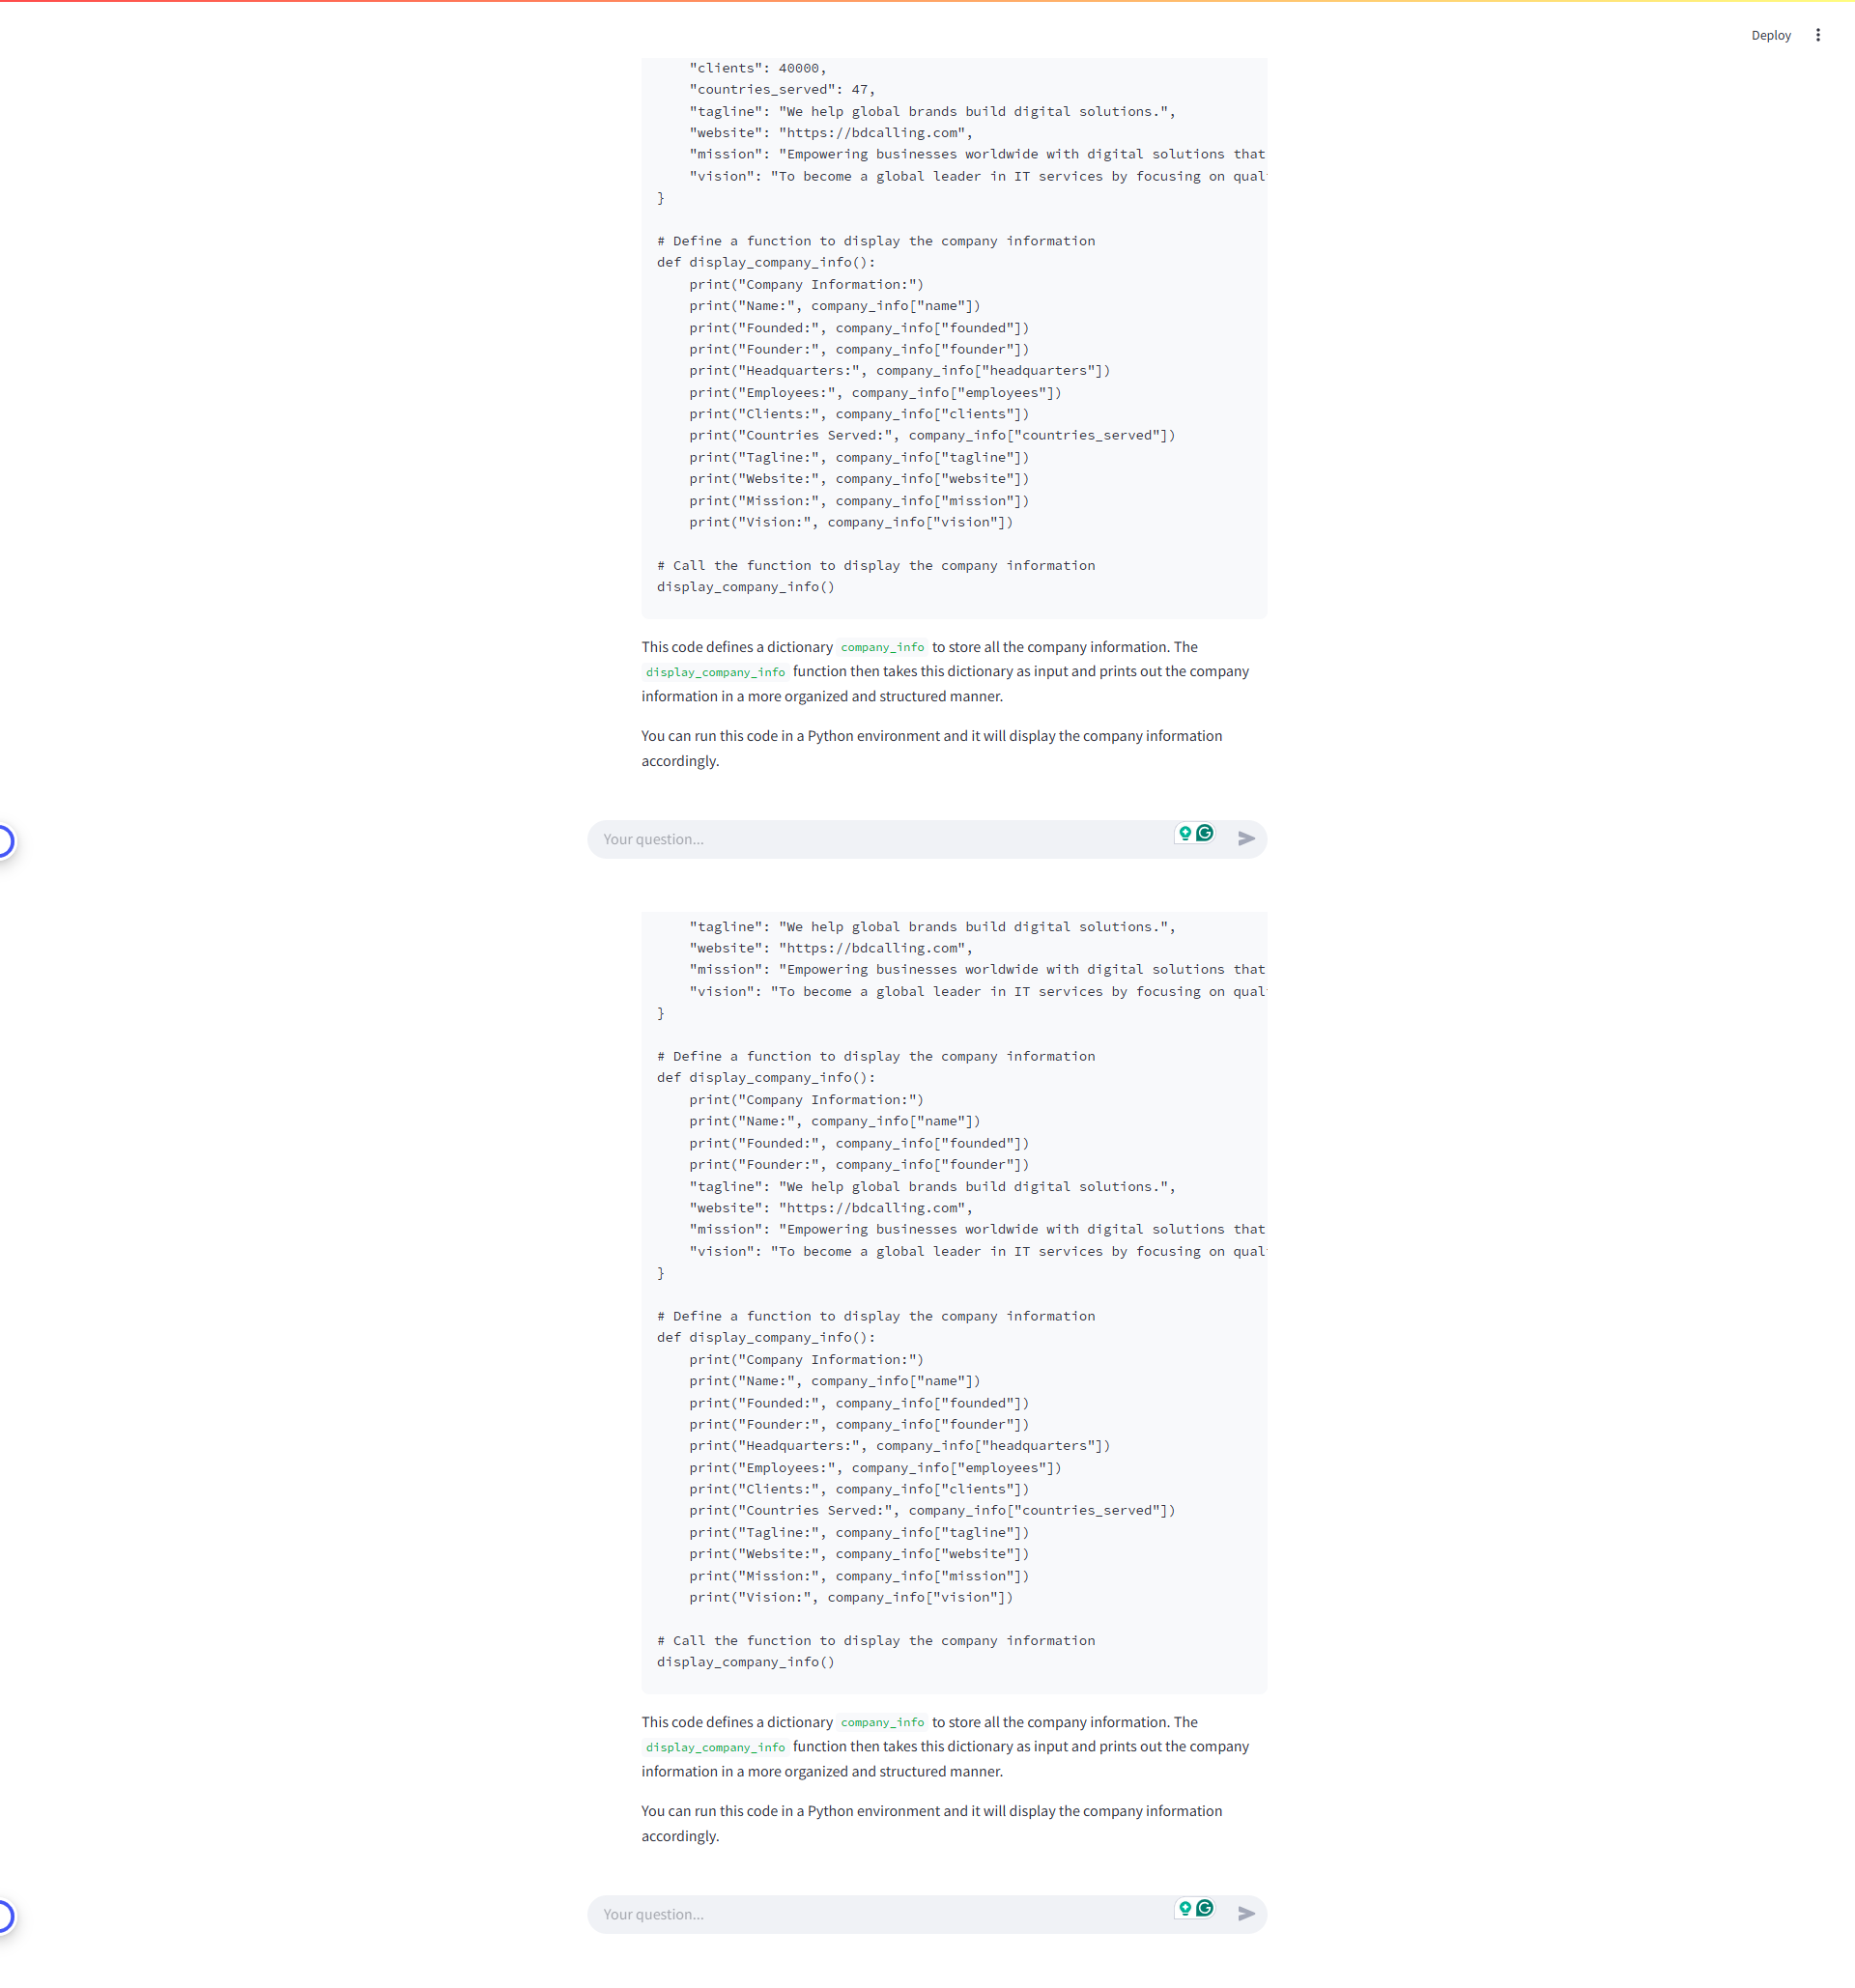 Deploy
    "clients": 40000,
    "countries_served": 47,
    "tagline": "We help global brands build digital solutions.",
    "website": "https://bdcalling.com",
    "mission": "Empowering businesses worldwide with digital solutions that
    "vision": "To become a global leader in IT services by focusing on qual
}
# Define a function to display the company information
def display_company_info():
    print("Company Information:")
    print("Name:", company_info["name"])
    print("Founded:", company_info["founded"])
    print("Founder:", company_info["founder"])
    print("Headquarters:", company_info["headquarters"])
    print("Employees:", company_info["employees"])
    print("Clients:", company_info["clients"])
    print("Countries Served:", company_info["countries_served"])
    print("Tagline:", company_info["tagline"])
    print("Website:", company_info["website"])
    print("Mission:", company_info["mission"])
    print("Vision:", company_info["vision"])
# Call the function to display the company information
display_company_info()
This code defines a dictionary company_info to store all the company information. The
display_company_info function then takes this dictionary as input and prints out the company
information in a more organized and structured manner.
You can run this code in a Python environment and it will display the company information
accordingly.
Your question...
    "tagline": "We help global brands build digital solutions.",
    "website": "https://bdcalling.com",
    "mission": "Empowering businesses worldwide with digital solutions that
    "vision": "To become a global leader in IT services by focusing on qual
}
# Define a function to display the company information
def display_company_info():
    print("Company Information:")
    print("Name:", company_info["name"])
    print("Founded:", company_info["founded"])
    print("Founder:", company_info["founder"])
    "tagline": "We help global brands build digital solutions.",
    "website": "https://bdcalling.com",
    "mission": "Empowering businesses worldwide with digital solutions that
    "vision": "To become a global leader in IT services by focusing on qual
}
# Define a function to display the company information
def display_company_info():
    print("Company Information:")
    print("Name:", company_info["name"])
    print("Founded:", company_info["founded"])
    print("Founder:", company_info["founder"])
    print("Headquarters:", company_info["headquarters"])
    print("Employees:", company_info["employees"])
    print("Clients:", company_info["clients"])
    print("Countries Served:", company_info["countries_served"])
    print("Tagline:", company_info["tagline"])
    print("Website:", company_info["website"])
    print("Mission:", company_info["mission"])
    print("Vision:", company_info["vision"])
# Call the function to display the company information
display_company_info()
This code defines a dictionary company_info to store all the company information. The
display_company_info function then takes this dictionary as input and prints out the company
information in a more organized and structured manner.
You can run this code in a Python environment and it will display the company information
accordingly.
Your question...